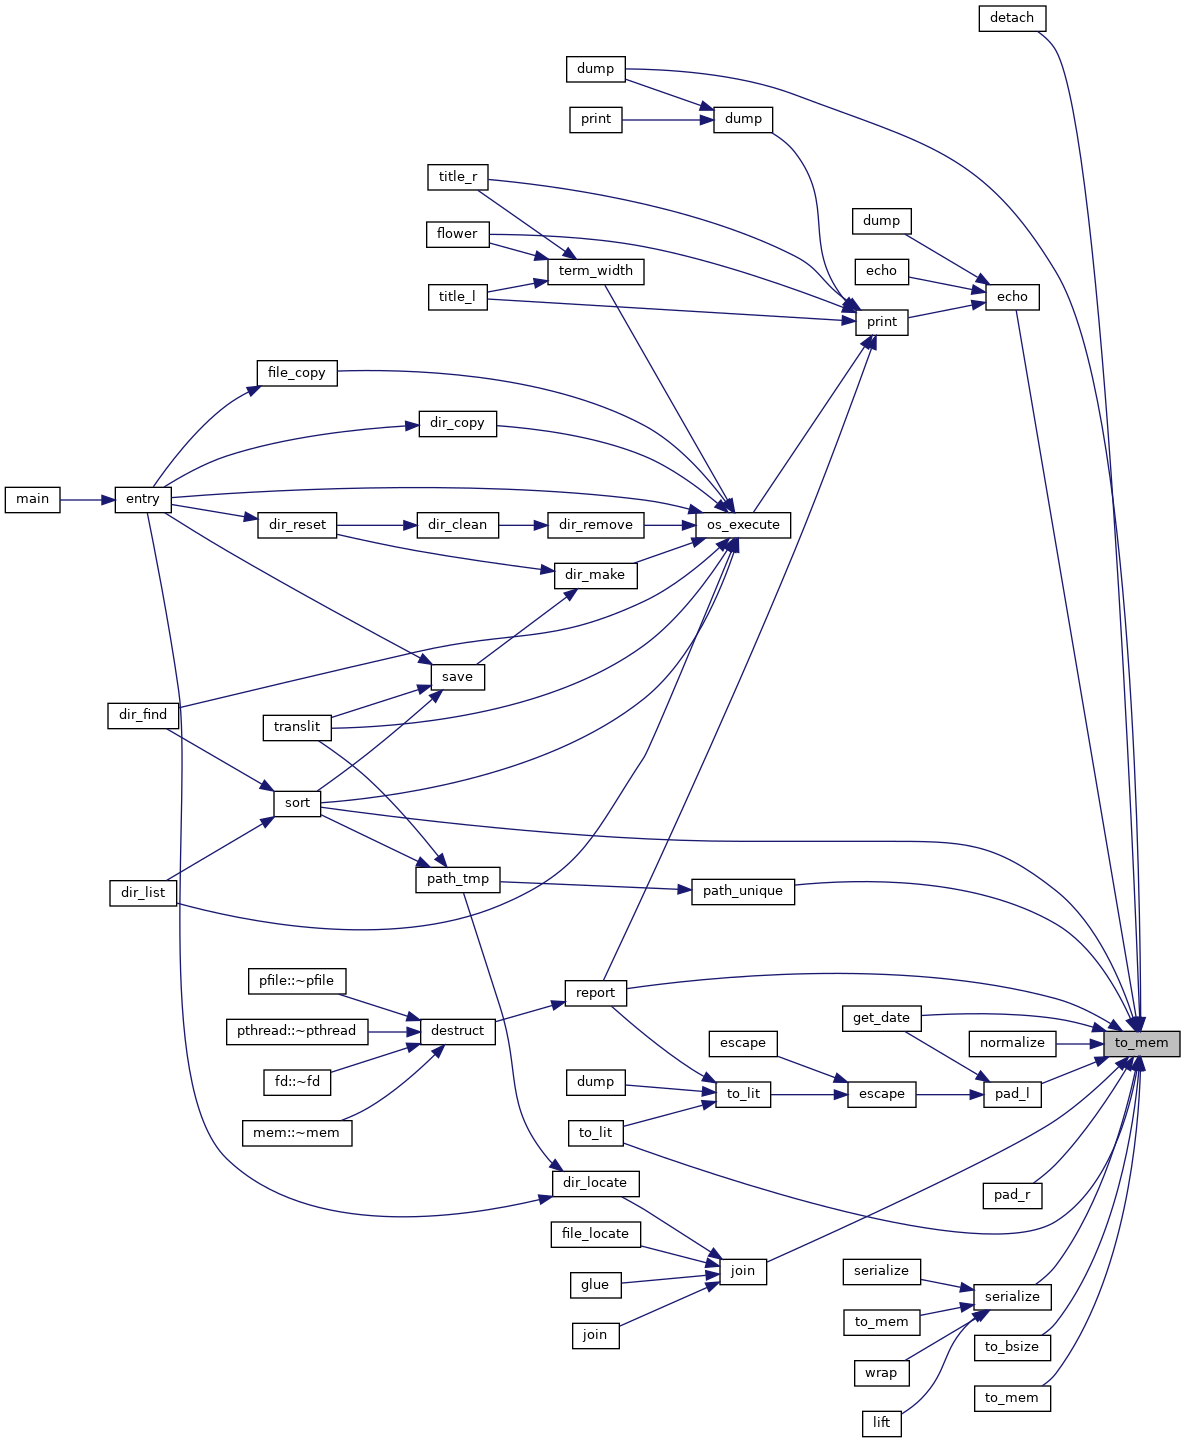 detach
dump
print
dump
title_r
flower
term_width
title_l
dump
echo
echo
print
file_copy
dir_copy
main
entry
dir_reset
dir_clean
dir_remove
os_execute
dir_make
save
dir_find
translit
sort
dir_list
path_tmp
path_unique
pfile::~pfile
report
pthread::~pthread
destruct
fd::~fd
mem::~mem
get_date
normalize
to_mem
escape
dump
to_lit
escape
pad_l
to_lit
dir_locate
pad_r
file_locate
join
glue
join
serialize
serialize
to_mem
to_bsize
wrap
to_mem
lift